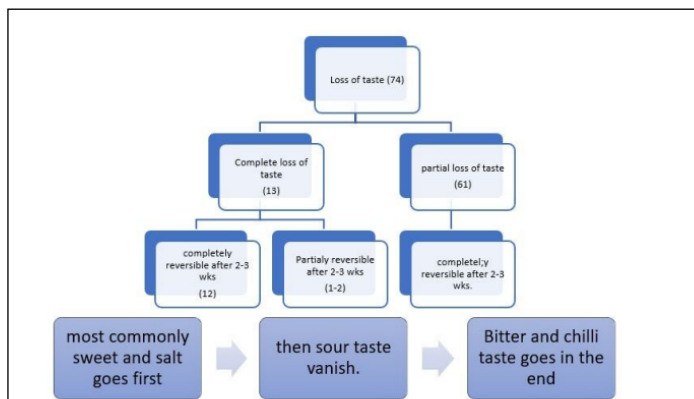 Loss of taste (74)
Complete loss of
taste
(13)
partial loss of taste
(61)
completely
reversible after 2-3
wks
(12)
Partialy reversible
after 2-3 wks
(1-2)
completel;y
reversible after 2-3
wks.
most commonly
sweet and salt
goes first
then sour taste
vanish.
Bitter and chilli
taste goes in the
end